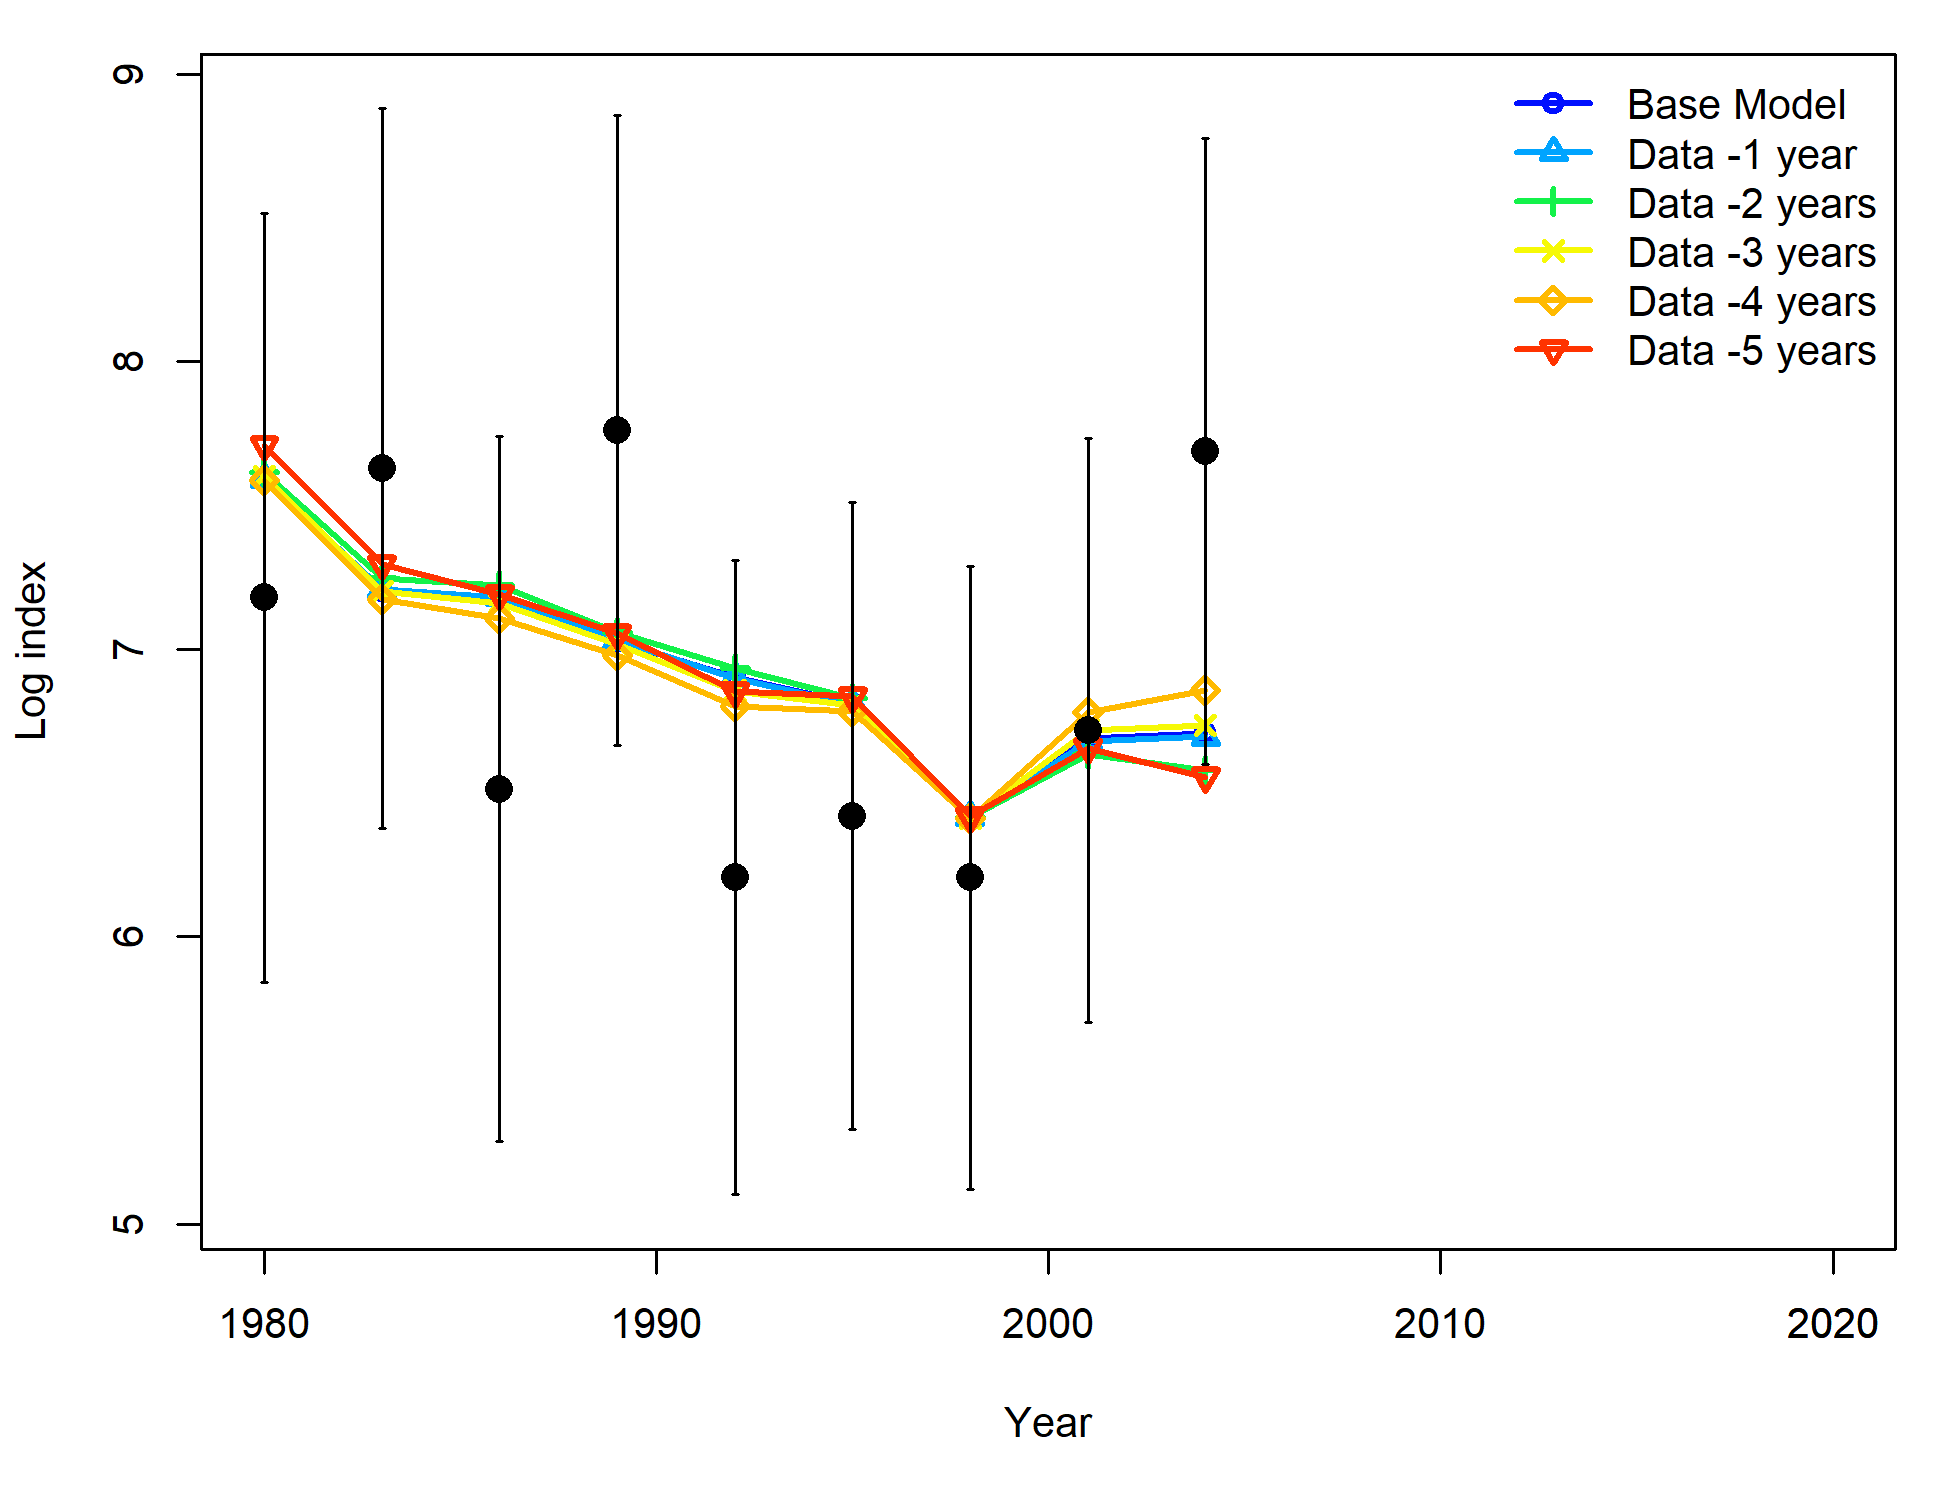 9
8
7
6
5
Log index
Base Model
Data -1 year
Data -2 years
Data -3 years
Data -4 years
Data -5 years
1980 1990 2000 2010 2020
Year